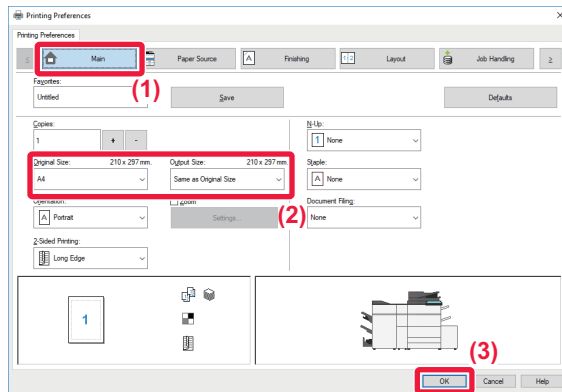 Printing Preferences
Printing Preferences
Main
Paper Source
Finishing
Layout
Job Handling
(1)
Favorites:
Untitled
Save
Defaults
Copies:
1
+ -
N-Up:
1 None
Original Size: 210 x 297 mm.
Output Size: 210 x 297 mm.
A4
Same as Original Size
Staple:
A None
(2)
Orientation:
Zoom
A Portrait
Settings...
Document Filing:
None
2-Sided Printing:
Long Edge
1
(3)
OK
Cancel
Help